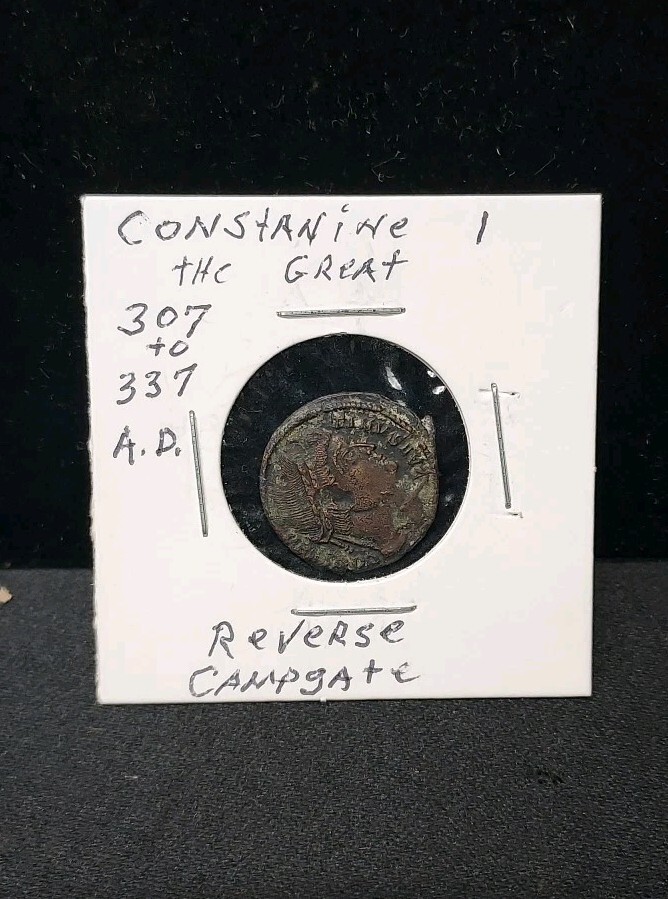 CONStANiNe 1
tHe GReAt
307
to
337
A.D.
ReVeRSe
CAMPgAte